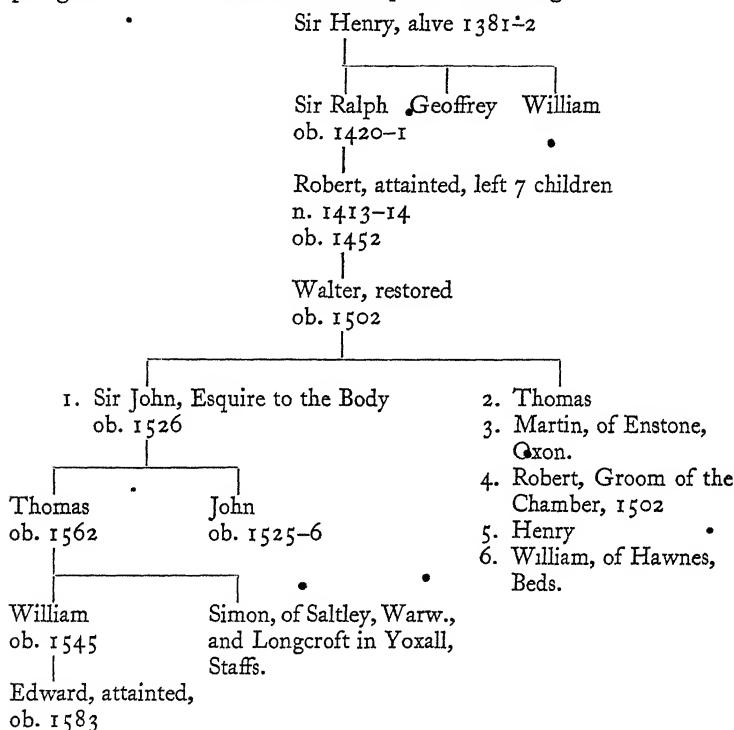 Sir Henry, alive 1381-2
Sir Ralph Geoffrey William
ob. 1420-1
Robert, attainted, left 7 children
n. 1413-14
ob. 1452
Walter, restored
ob. 1502
1. Sir John, Esquire to the Body
ob. 1526
2. Thomas
3. Martin, of Enstone,
Oxon.
4. Robert, Groom of the
Chamber, 1502
5. Henry
6. William, of Hawnes,
Beds.
Thomas John
ob. 1562 ob. 1525-6
William
ob. 1545
Simon, of Saltley, Warw.,
and Longcroft in Yoxall,
Staffs.
Edward, attainted,
ob. 1583